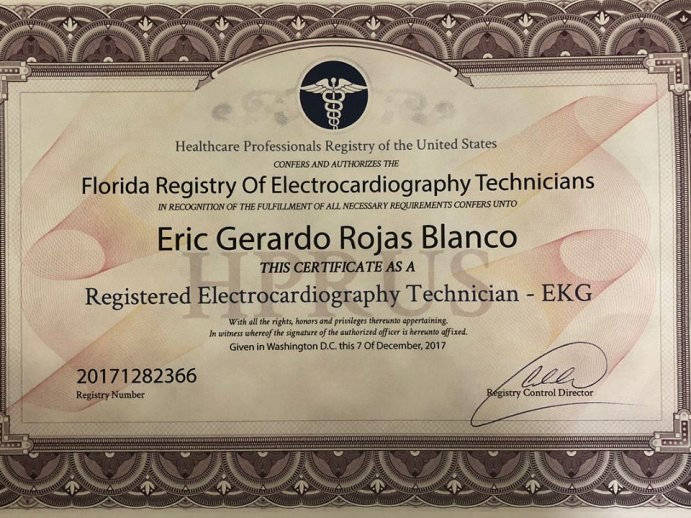 Healthcare Professionals Registry of the United States
CONFERS AND AUTHORIZES THE
Florida Registry Of Electrocardiography Technicians
IN RECOGNITION OF THE FULFILLMENT OF ALL NECESSARY REQUIREMENTS CONFERS UNTO
Eric Gerardo Rojas Blanco
HPRUS
THIS CERTIFICATE AS A
Registered Electrocardiography Technician - EKG
With all the rights, honors and privileges thereunto appertaining.
In witness whereof the signature of the authorized officer is hereunto affixed.
Given in Washington D.C. this 7 Of December, 2017
20171282366
Registry Number
Registry Control Director